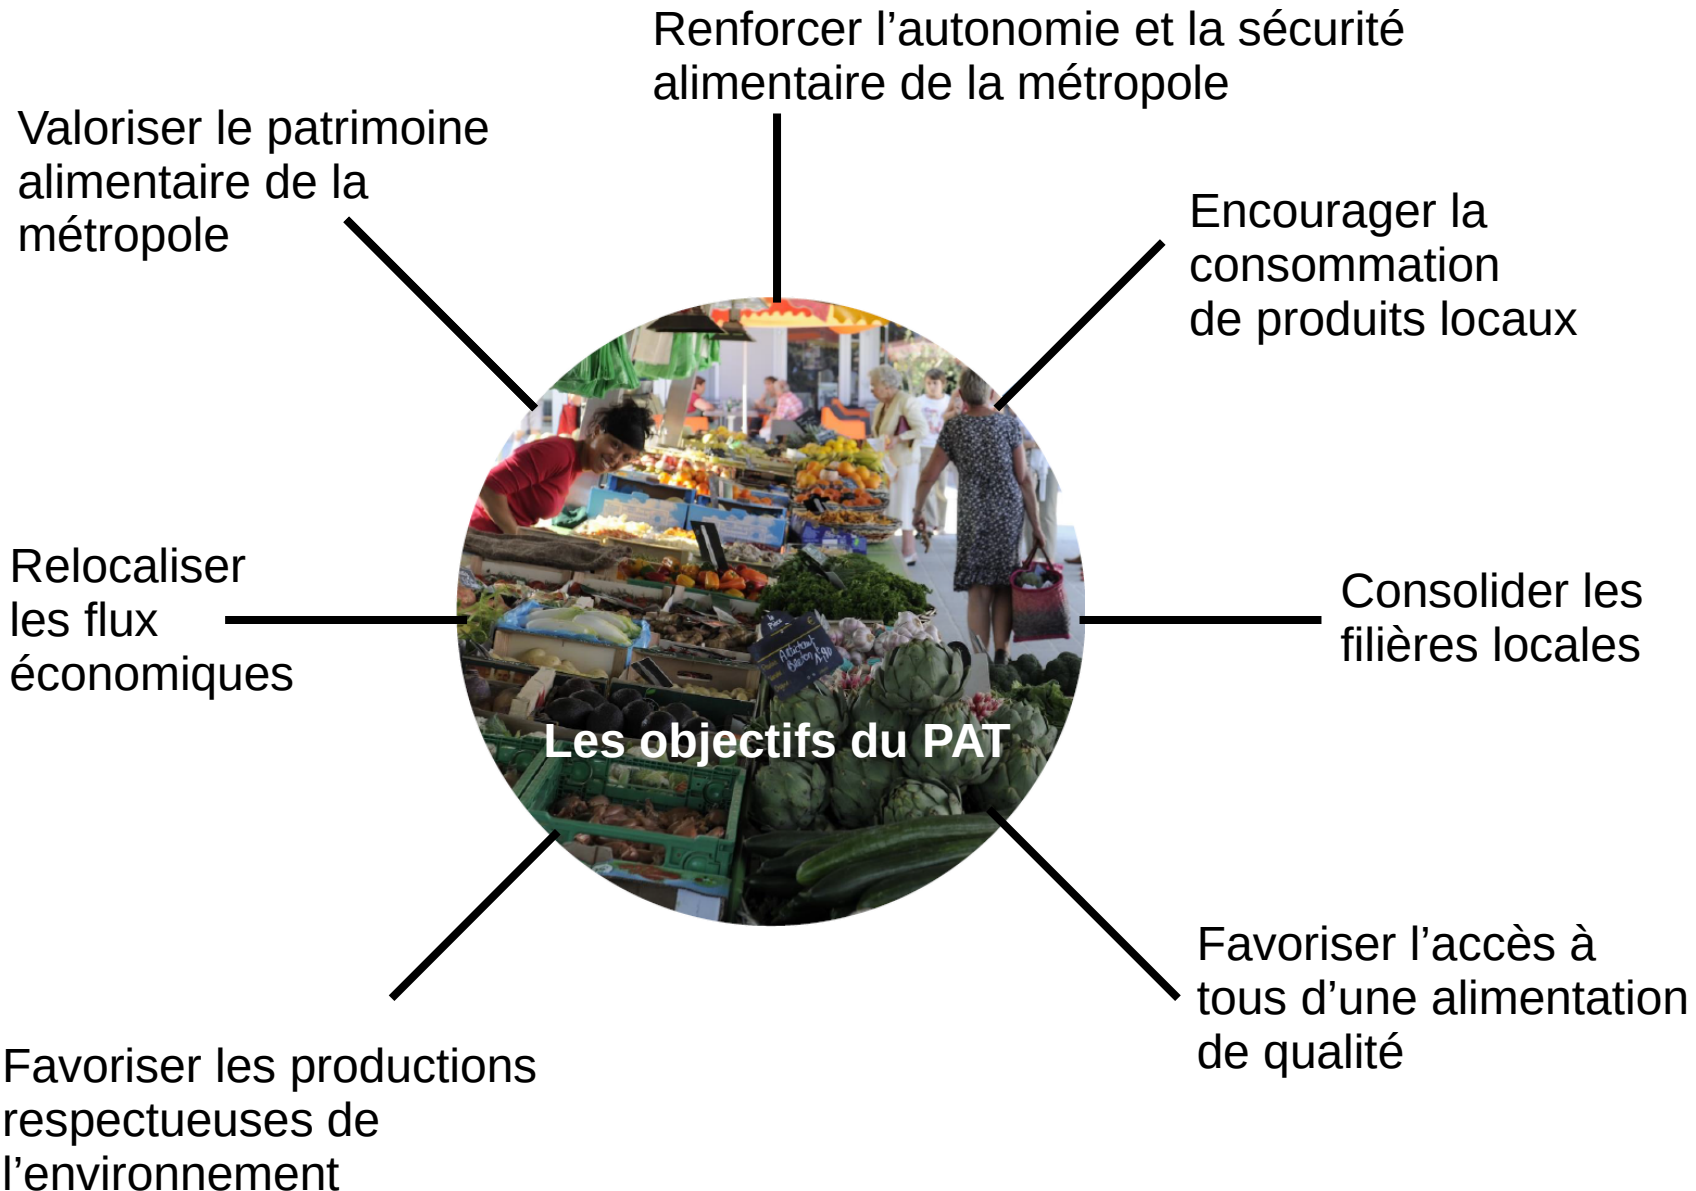 Renforcer l’autonomie et la sécurité
alimentaire de la métropole
Valoriser le patrimoine
alimentaire de la
métropole
Encourager la
consommation
de produits locaux
Relocaliser
les flux
économiques
Consolider les
filières locales
Les objectifs du PAT
Favoriser l’accès à
tous d’une alimentation
de qualité
Favoriser les productions
respectueuses de
l’environnement